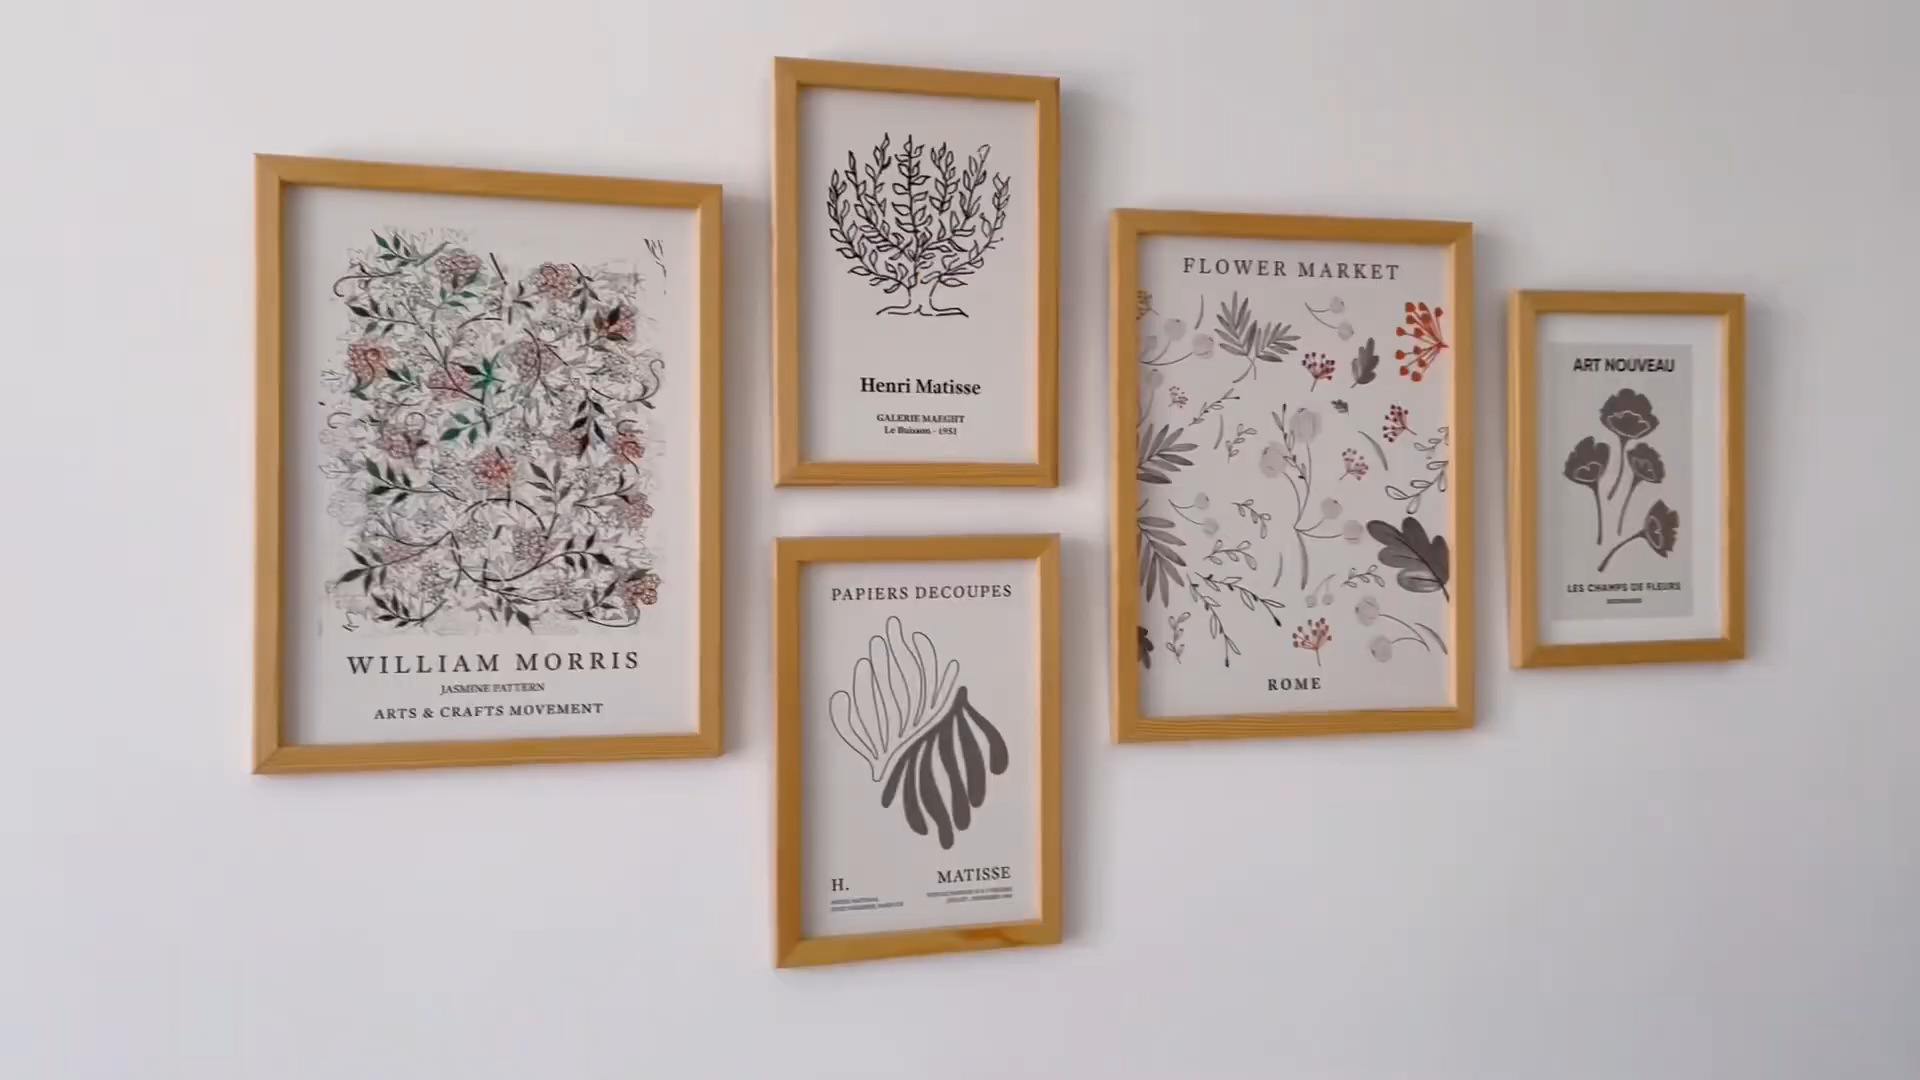 WILLIAM MORRIS
JASMINE PATTERN
ARTS & CRAFTS MOVEMENT
Henri Matisse
GALERIE MAEGHT
Le Buisson - 1951
PAPIERS DECOUPES
H.
MATISSE
FLOWER MARKET
ROME
ART NOUVEAU
LES CHAMPS DE FLEURS